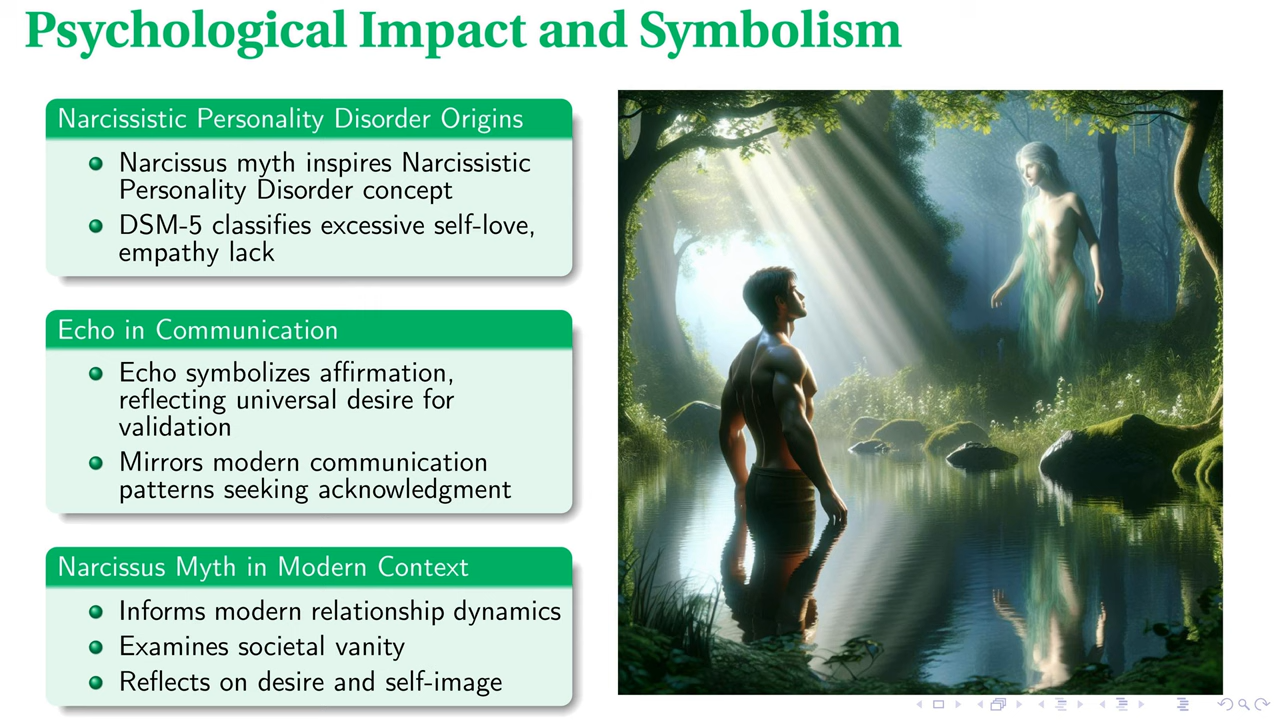 Psychological Impact and Symbolism
Narcissistic Personality Disorder Origins
Narcissus myth inspires Narcissistic
Personality Disorder concept
DSM-5 classifies excessive self-love,
empathy lack
Echo in Communication
Echo symbolizes affirmation,
reflecting universal desire for
validation
Mirrors modern communication
patterns seeking acknowledgment
Narcissus Myth in Modern Context
Informs modern relationship dynamics
Examines societal vanity
Reflects on desire and self-image